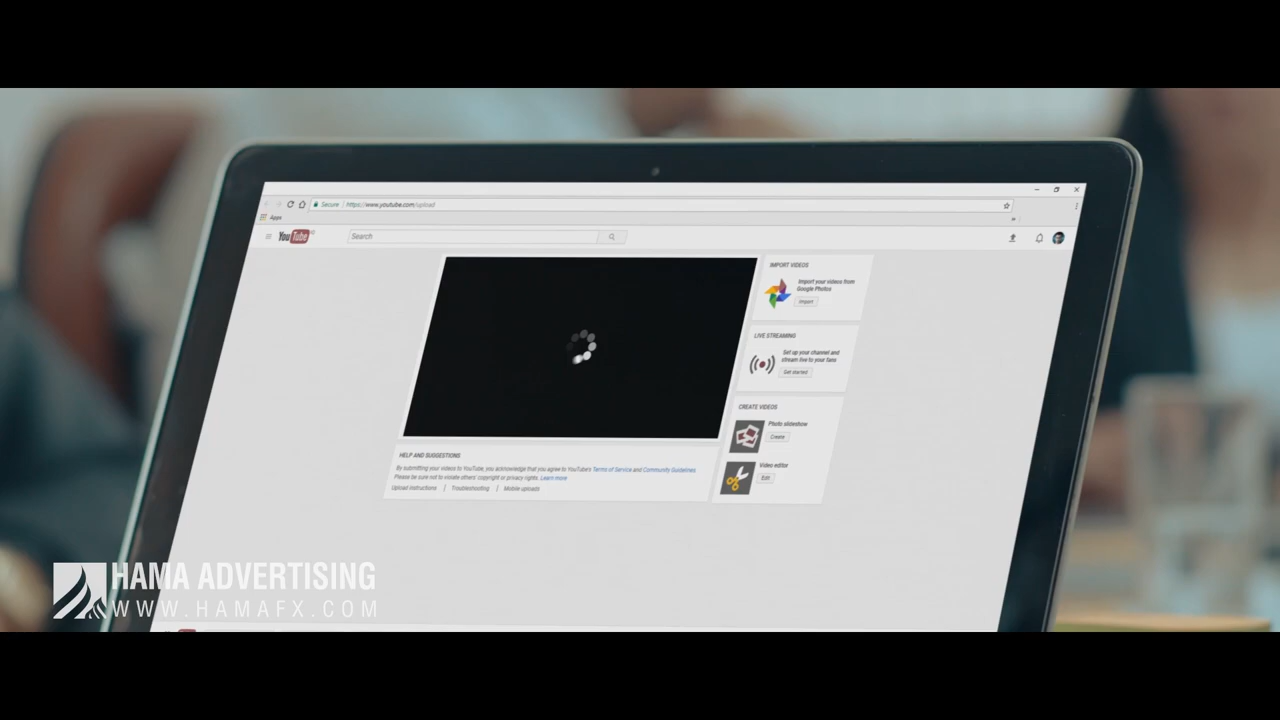 Secure | https://www.youtube.com/upload
Apps
YouTube
Search
IMPORT VIDEOS
Import your videos from
Google Photos
Import
LIVE STREAMING
Set up your channel and
stream live to your fans
Get started
CREATE VIDEOS
Photo slideshow
Create
Video editor
Edit
HELP AND SUGGESTIONS
By submitting your videos to YouTube, you acknowledge that you agree to YouTube's Terms of Service and Community Guidelines.
Please be sure not to violate others' copyright or privacy rights. Learn more
Upload instructions | Troubleshooting | Mobile uploads
HAMA ADVERTISING
WWW.HAMAFX.COM